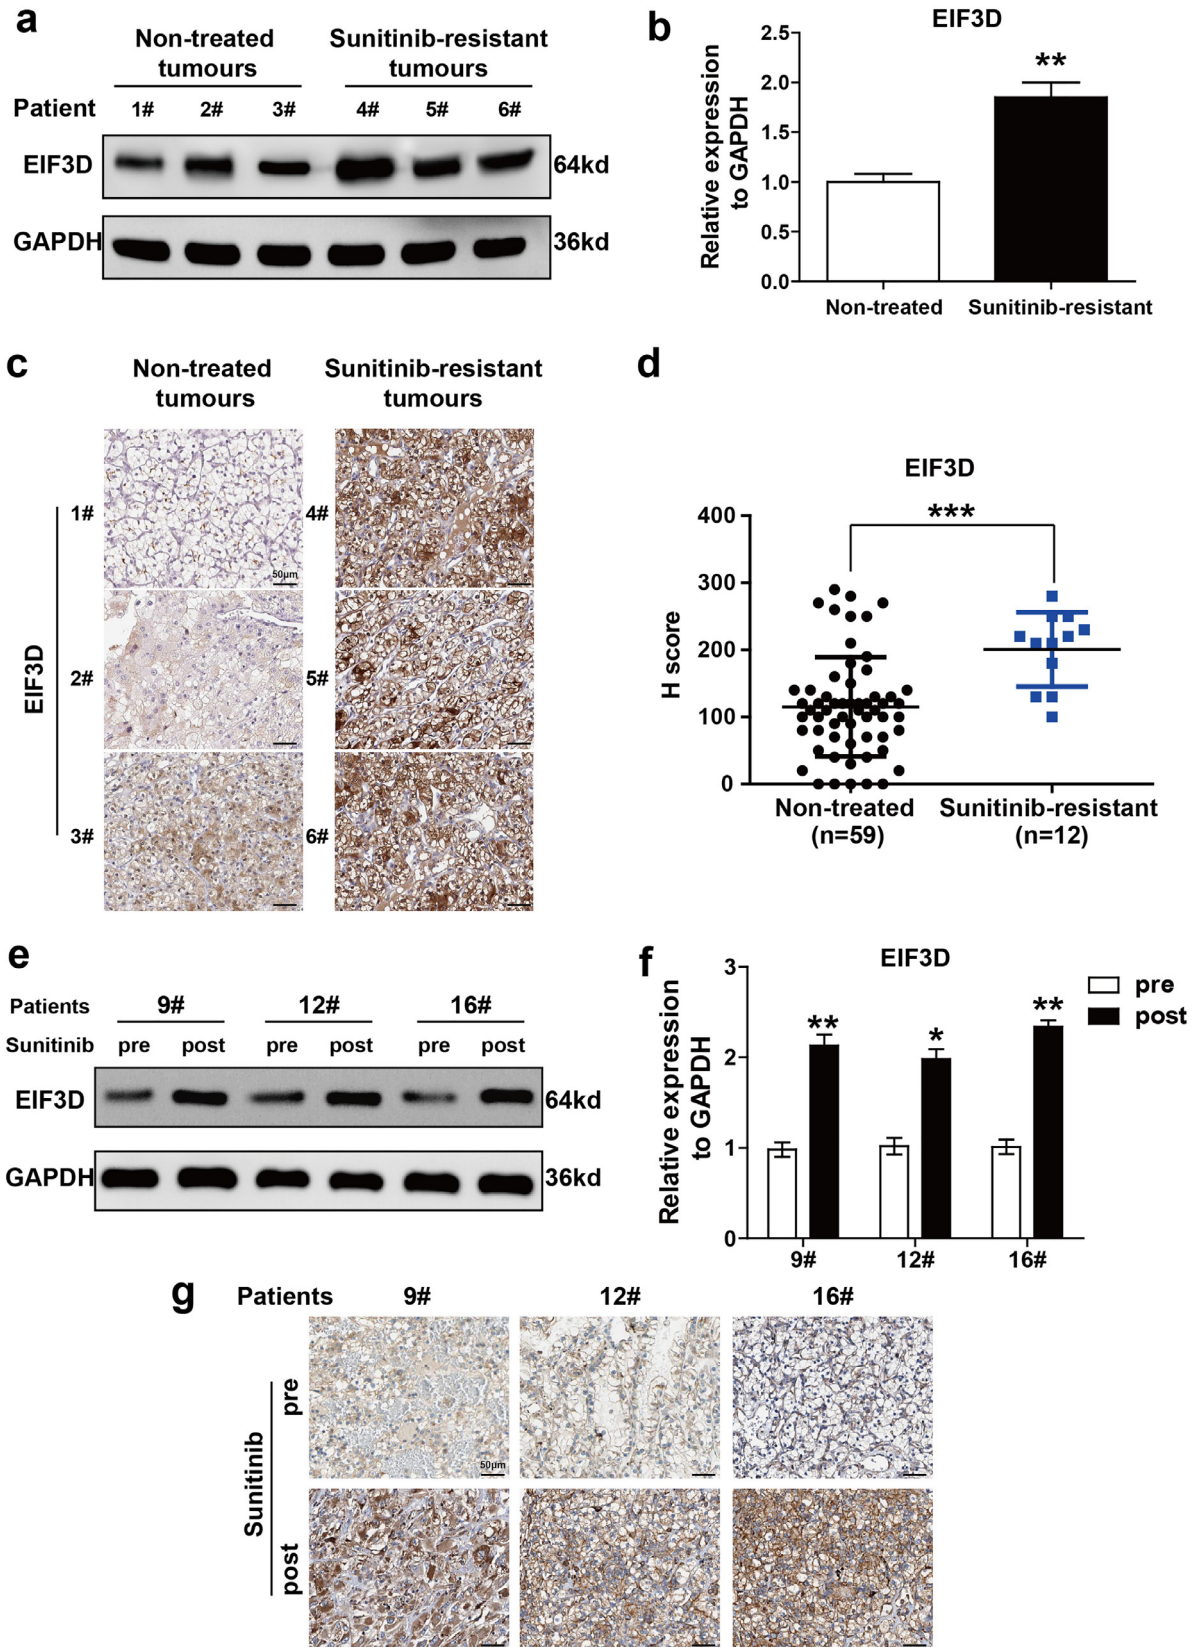 a
Non-treated
tumours
Sunitinib-resistant
tumours
Patient 1# 2# 3# 4# 5# 6#
EIF3D 64kd
GAPDH 36kd
b
EIF3D
2.5
2.0
1.5
1.0
0.5
0.0
Relative expression
to GAPDH
**
Non-treated Sunitinib-resistant
c
Non-treated
tumours
Sunitinib-resistant
tumours
EIF3D
1# 4#
50μm
2# 5#
3# 6#
d
EIF3D
***
400
300
200
100
0
H score
Non-treated
(n=59)
Sunitinib-resistant
(n=12)
e
Patients 9# 12# 16#
Sunitinib pre post pre post pre post
EIF3D 64kd
GAPDH 36kd
f
EIF3D
3
2
1
0
Relative expression
to GAPDH
** * **
pre
post
9# 12# 16#
g
Patients 9# 12# 16#
Sunitinib
pre
50μm
post